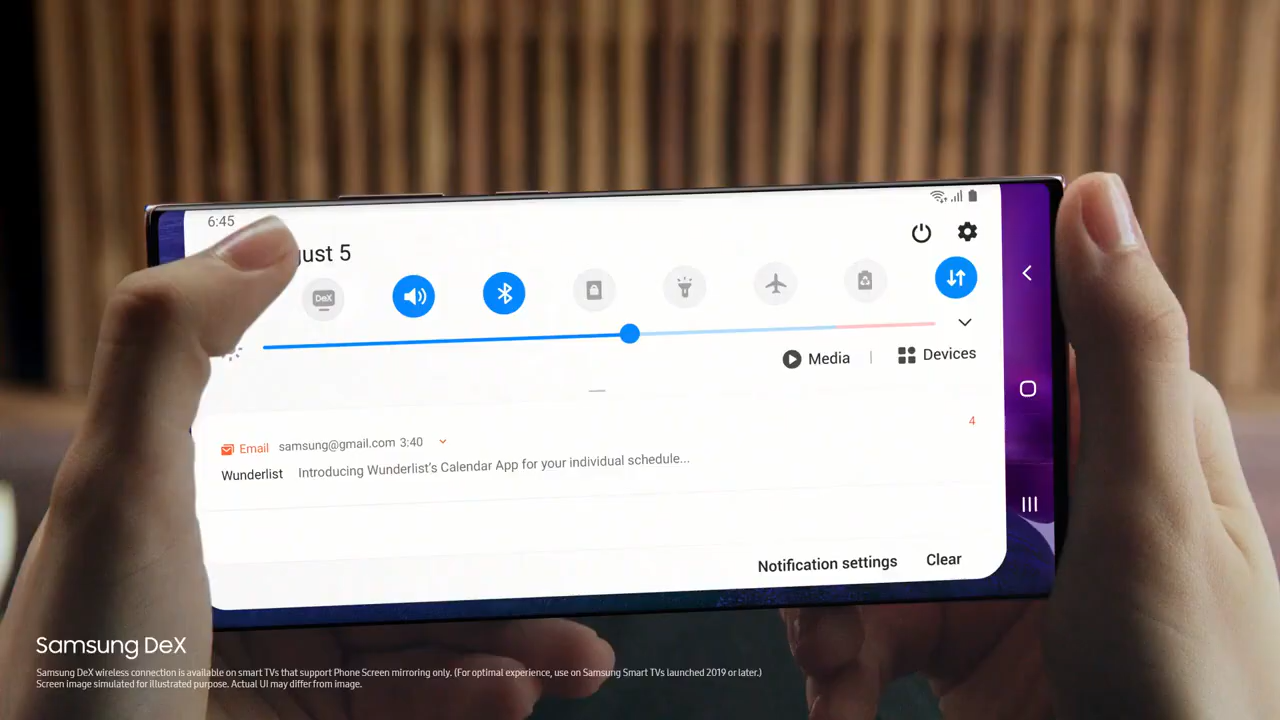 6:45
ust 5
DeX
Media | Devices
4
Email samsung@gmail.com 3:40
Wunderlist Introducing Wunderlist's Calendar App for your individual schedule...
Notification settings Clear
Samsung DeX
Samsung DeX wireless connection is available on smart TVs that support Phone Screen mirroring only. (For optimal experience, use on Samsung Smart TVs launched 2019 or later.)
Screen image simulated for illustrated purpose. Actual UI may differ from image.